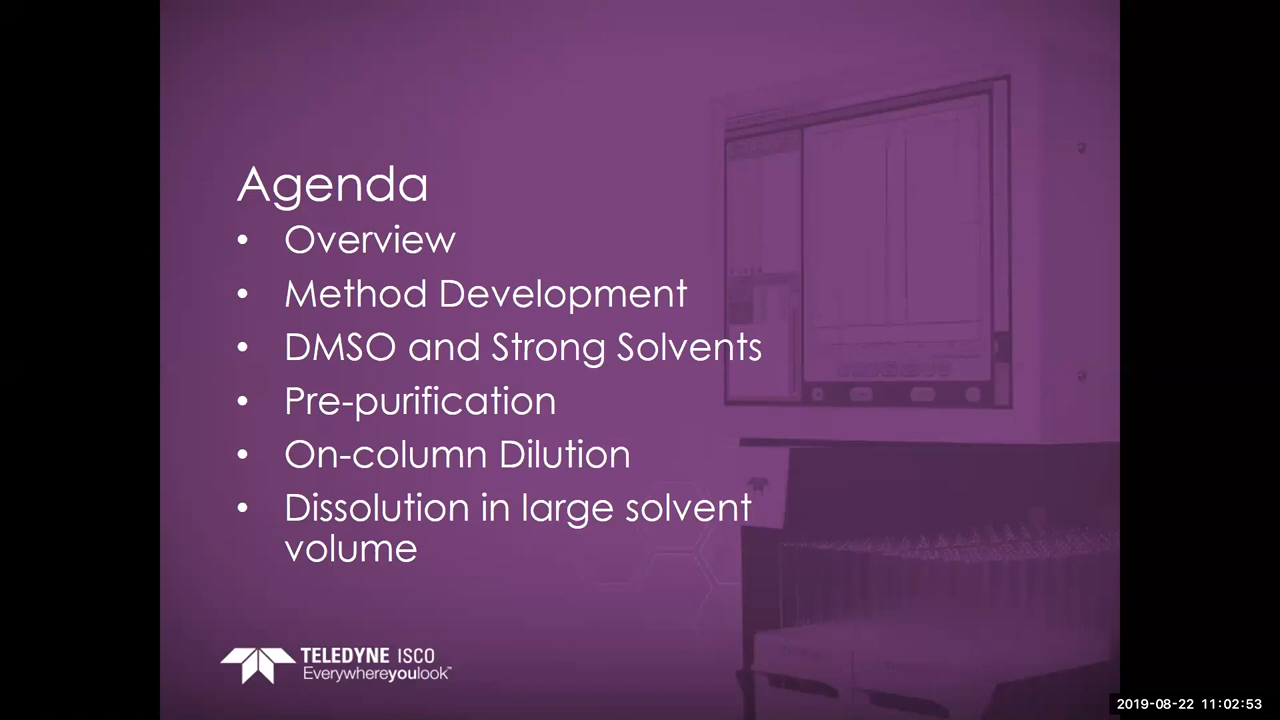 Agenda
• Overview
• Method Development
• DMSO and Strong Solvents
• Pre-purification
• On-column Dilution
• Dissolution in large solvent
volume
TELEDYNE ISCO
Everywhereyoulook™
2019-08-22 11:02:53